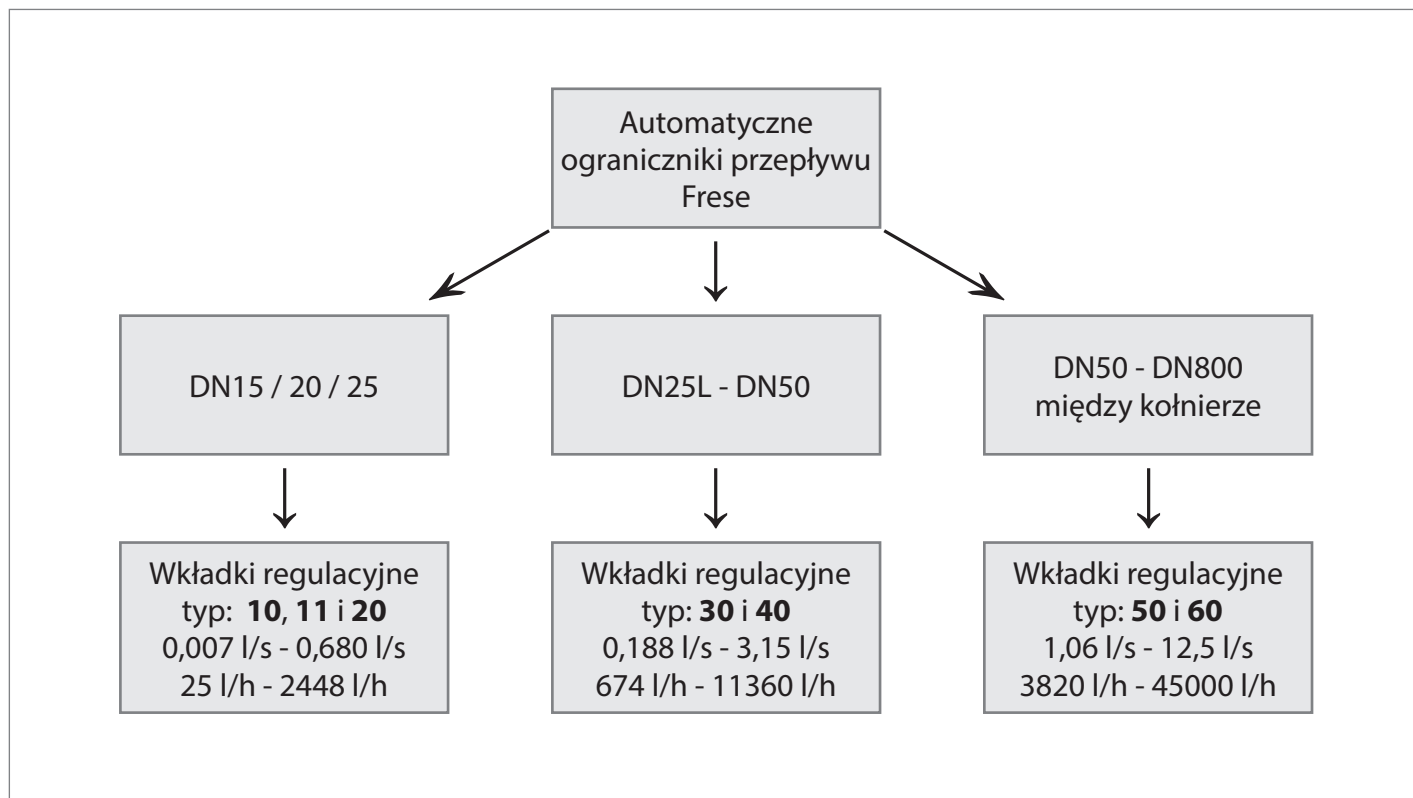 Automatyczne
ograniczniki przepływu
Frese
DN15 / 20 / 25
DN25L - DN50
DN50 - DN800
między kołnierze
Wkładki regulacyjne
typ: 10, 11 i 20
0,007 l/s - 0,680 l/s
25 l/h - 2448 l/h
Wkładki regulacyjne
typ: 30 i 40
0,188 l/s - 3,15 l/s
674 l/h - 11360 l/h
Wkładki regulacyjne
typ: 50 i 60
1,06 l/s - 12,5 l/s
3820 l/h - 45000 l/h